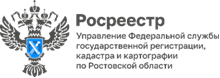 Росреестр
Управление Федеральной службы
государственной регистрации,
кадастра и картографии
по Ростовской области